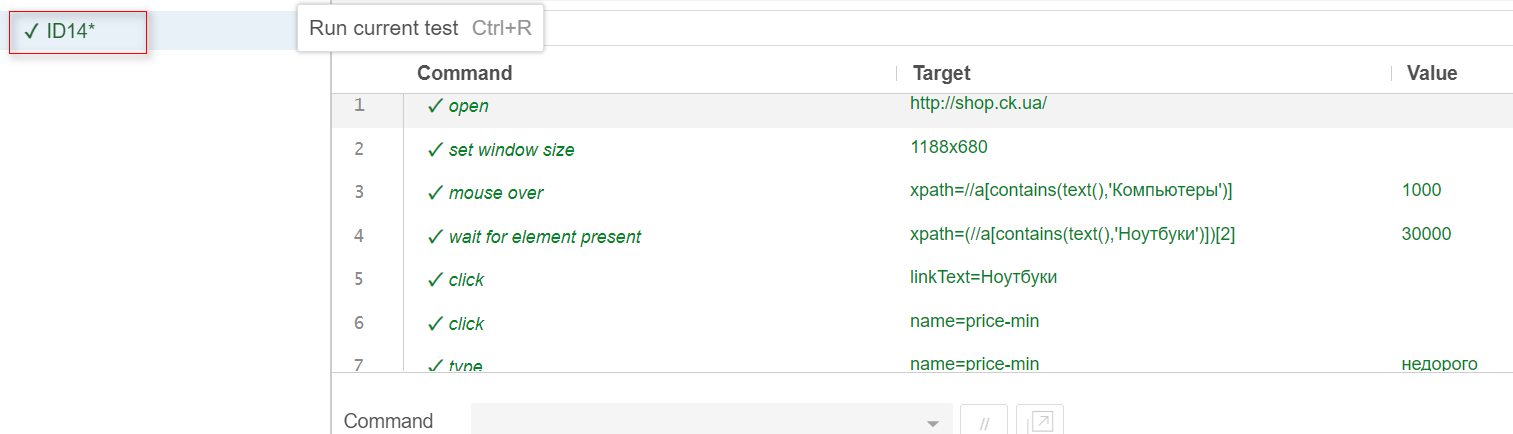 ✓ ID14*
Run current test Ctrl+R
Command Target Value
1 ✓ open http://shop.ck.ua/
2 ✓ set window size 1188x680
3 ✓ mouse over xpath=//a[contains(text(),'Компьютеры')] 1000
4 ✓ wait for element present xpath=(//a[contains(text(),'Ноутбуки')])[2] 30000
5 ✓ click linkText=Ноутбуки
6 ✓ click name=price-min
7 ✓ type name=price-min недорого
Command //